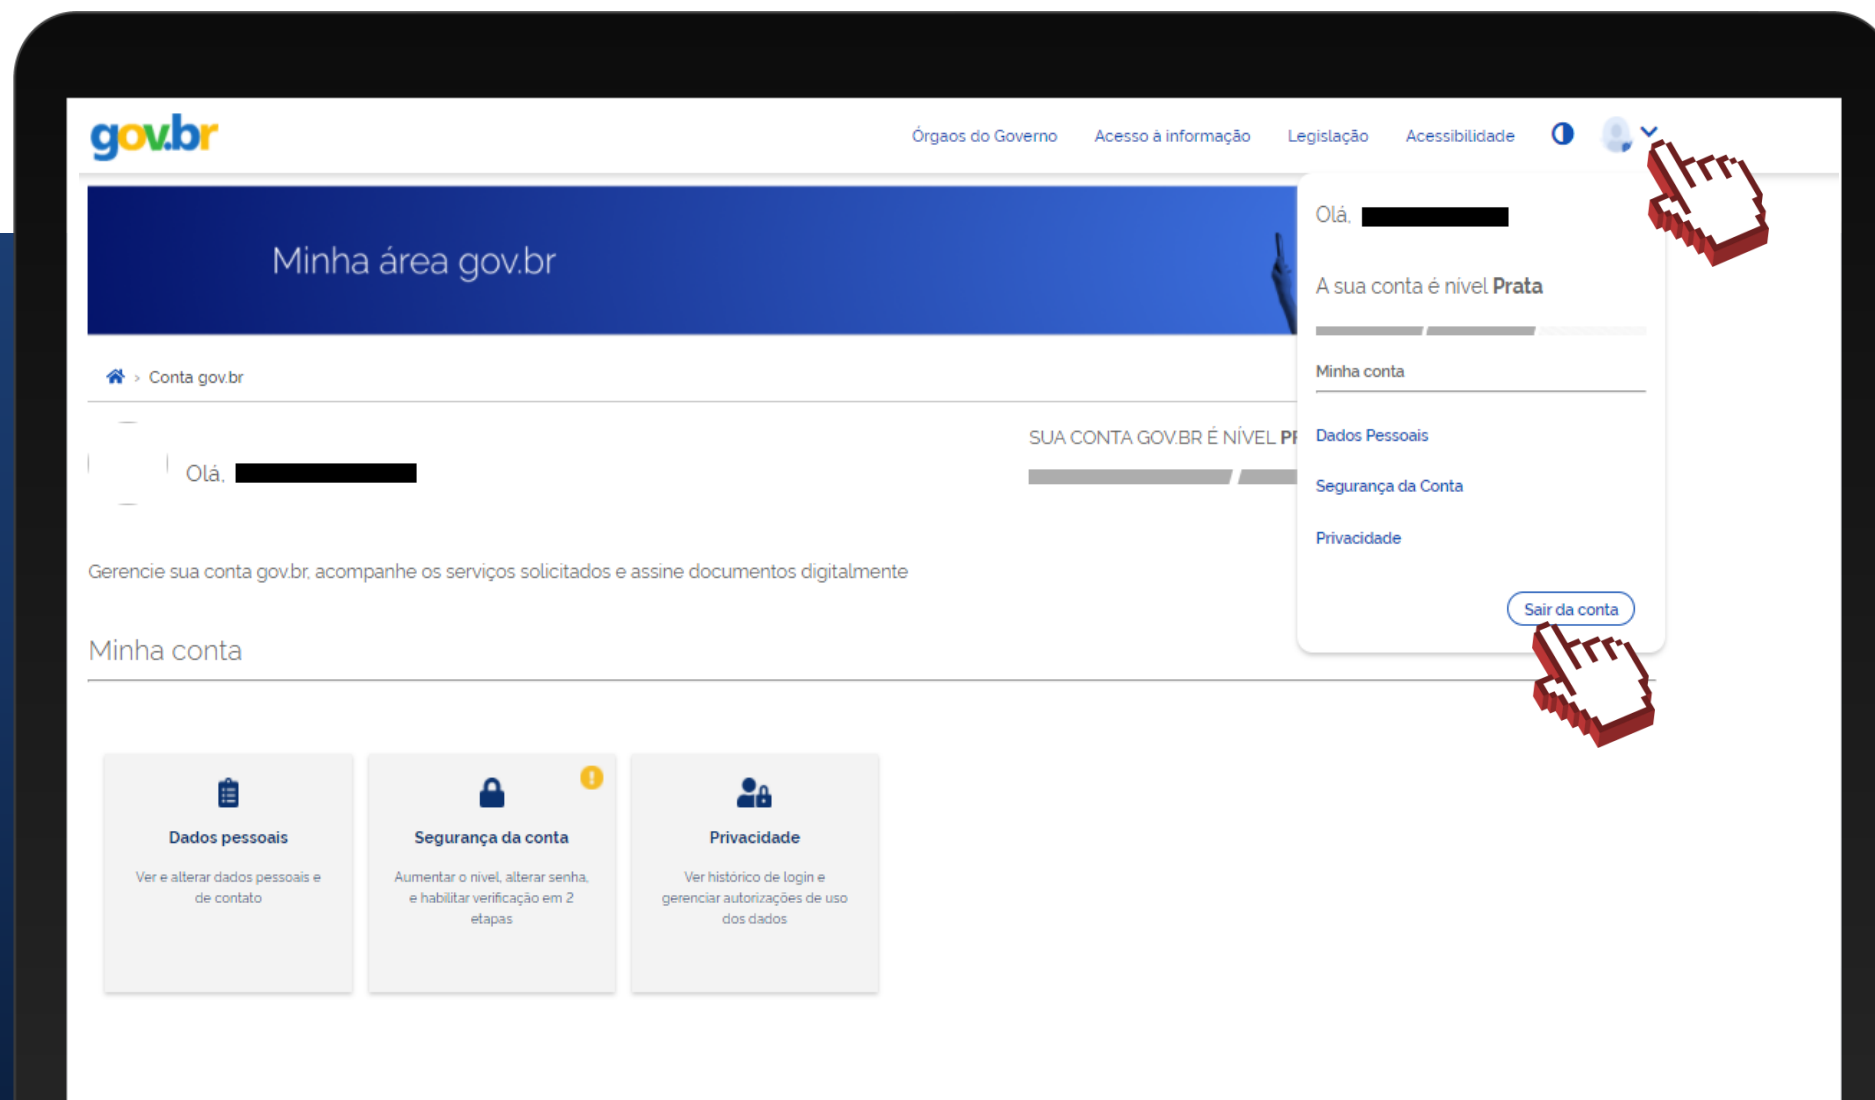 gov.br
Órgaos do Governo Acesso à informação Legislação Acessibilidade
Minha área gov.br
Olá,
A sua conta é nível Prata
Minha conta
Dados Pessoais
Segurança da Conta
Privacidade
Sair da conta
Conta gov.br
Olá,
SUA CONTA GOV.BR É NÍVEL
Gerencie sua conta gov.br, acompanhe os serviços solicitados e assine documentos digitalmente
Minha conta
Dados pessoais
Ver e alterar dados pessoais e
de contato
Segurança da conta
Aumentar o nível, alterar senha,
e habilitar verificação em 2
etapas
Privacidade
Ver histórico de login e
gerenciar autorizações de uso
dos dados